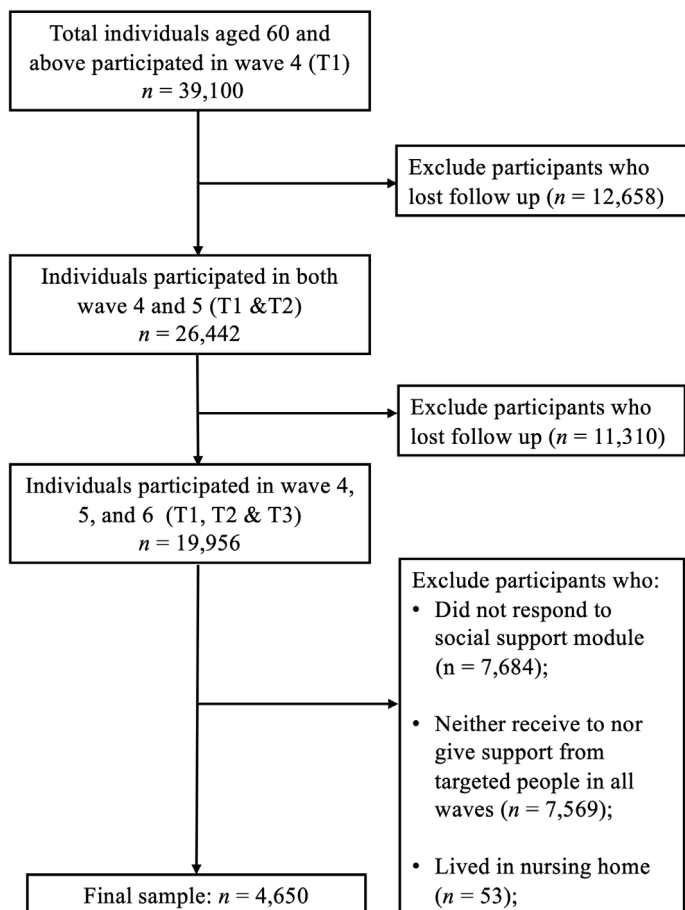 Total individuals aged 60 and
above participated in wave 4 (T1)
n = 39,100
Exclude participants who
lost follow up (n = 12,658)
Individuals participated in both
wave 4 and 5 (T1 &T2)
n = 26,442
Exclude participants who
lost follow up (n = 11,310)
Individuals participated in wave 4,
5, and 6 (T1, T2 & T3)
n = 19,956
Exclude participants who:
• Did not respond to
social support module
(n = 7,684);
• Neither receive to nor
give support from
targeted people in all
waves (n = 7,569);
• Lived in nursing home
(n = 53);
Final sample: n = 4,650